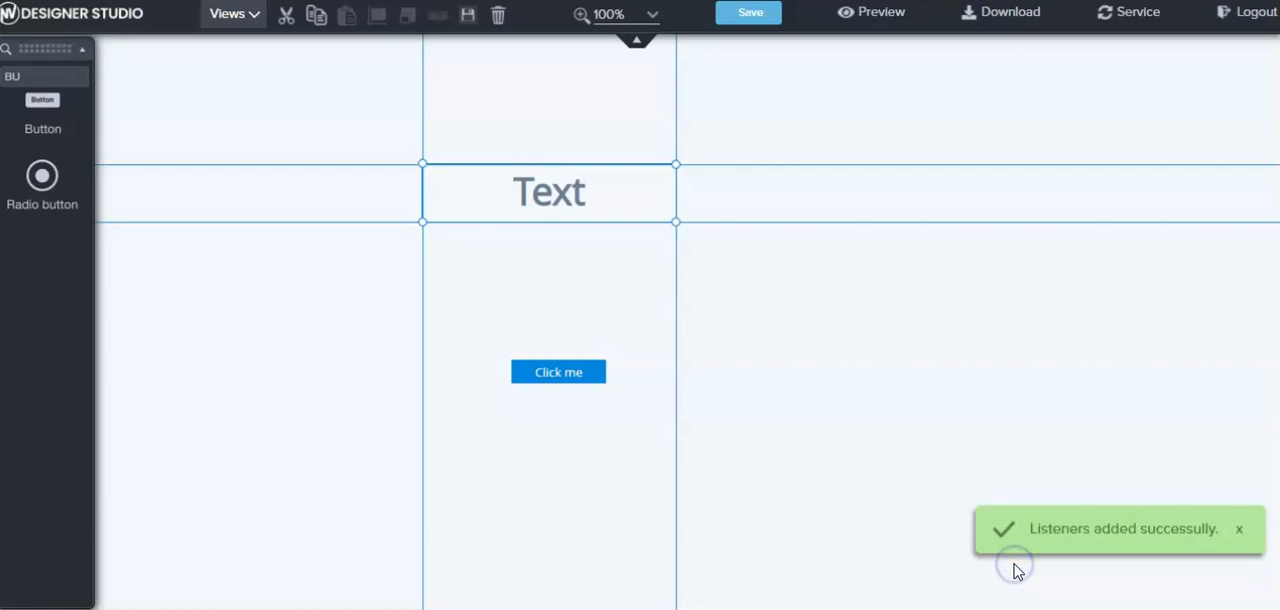 DESIGNER STUDIO
Views
100%
Save
Preview
Download
Service
Logout
BU
Button
Button
Radio button
Text
Click me
Listeners added successully.
x